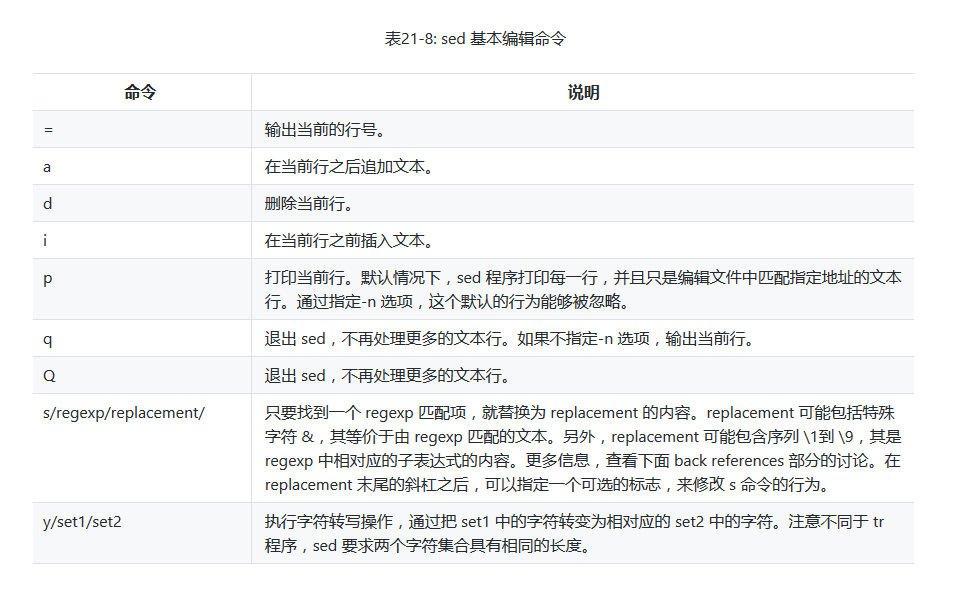 表21-8: sed 基本编辑命令
命令 说明
= 输出当前的行号。
a 在当前行之后追加文本。
d 删除当前行。
i 在当前行之前插入文本。
p 打印当前行。默认情况下，sed 程序打印每一行，并且只是编辑文件中匹配指定地址的文本
行。通过指定-n 选项，这个默认的行为能够被忽略。
q 退出 sed，不再处理更多的文本行。如果不指定-n 选项，输出当前行。
Q 退出 sed，不再处理更多的文本行。
s/regexp/replacement/ 只要找到一个 regexp 匹配项，就替换为 replacement 的内容。replacement 可能包括特殊
字符 &，其等价于由 regexp 匹配的文本。另外，replacement 可能包含序列 \1到 \9，其是
regexp 中相对应的子表达式的内容。更多信息，查看下面 back references 部分的讨论。在
replacement 末尾的斜杠之后，可以指定一个可选的标志，来修改 s 命令的行为。
y/set1/set2 执行字符转写操作，通过把 set1 中的字符转变为相对应的 set2 中的字符。注意不同于 tr
程序，sed 要求两个字符集合具有相同的长度。